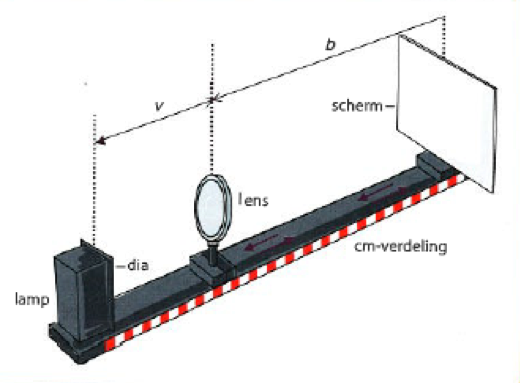 b
v
scherm
lens
cm-verdeling
dia
lamp